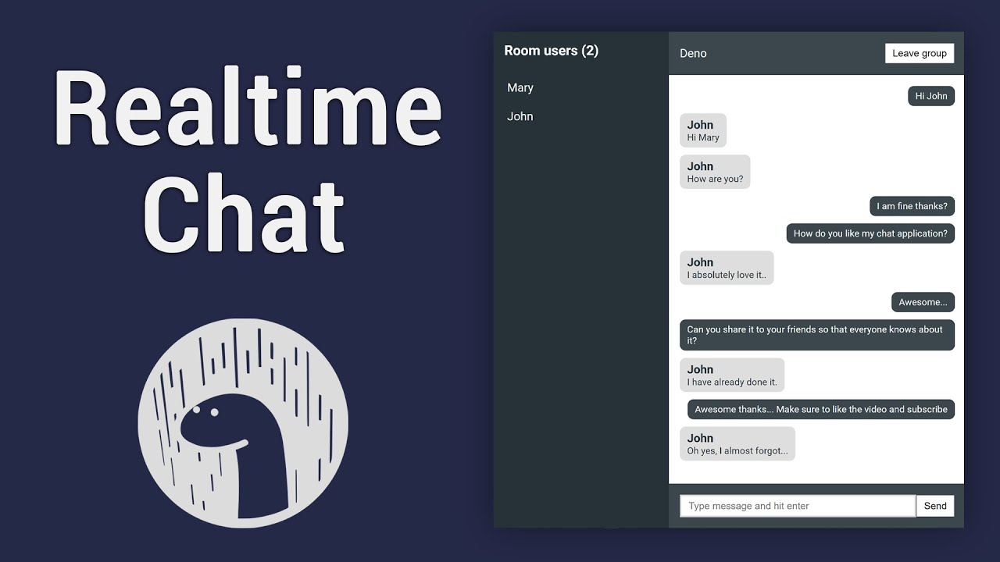 Realtime
Chat
Room users (2)
Mary
John
Deno
Leave group
Hi John
John
Hi Mary
John
How are you?
I am fine thanks?
How do you like my chat application?
John
I absolutely love it..
Awesome...
Can you share it to your friends so that everyone knows about
it?
John
I have already done it.
Awesome thanks... Make sure to like the video and subscribe
John
Oh yes, I almost forgot...
Type message and hit enter
Send